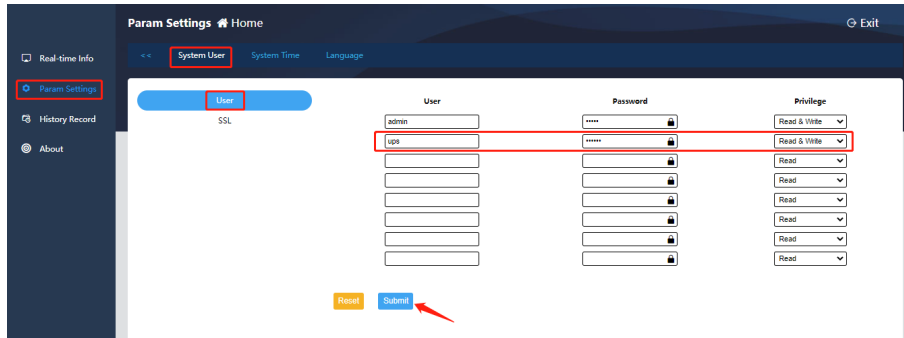 Param Settings Home
Exit
<< System User System Time Language
Real-time Info
Param Settings
History Record
About
User
SSL
User Password Privilege
admin ••••• Read & Write
ups •••••• Read & Write
Read
Read
Read
Read
Read
Read
Reset Submit